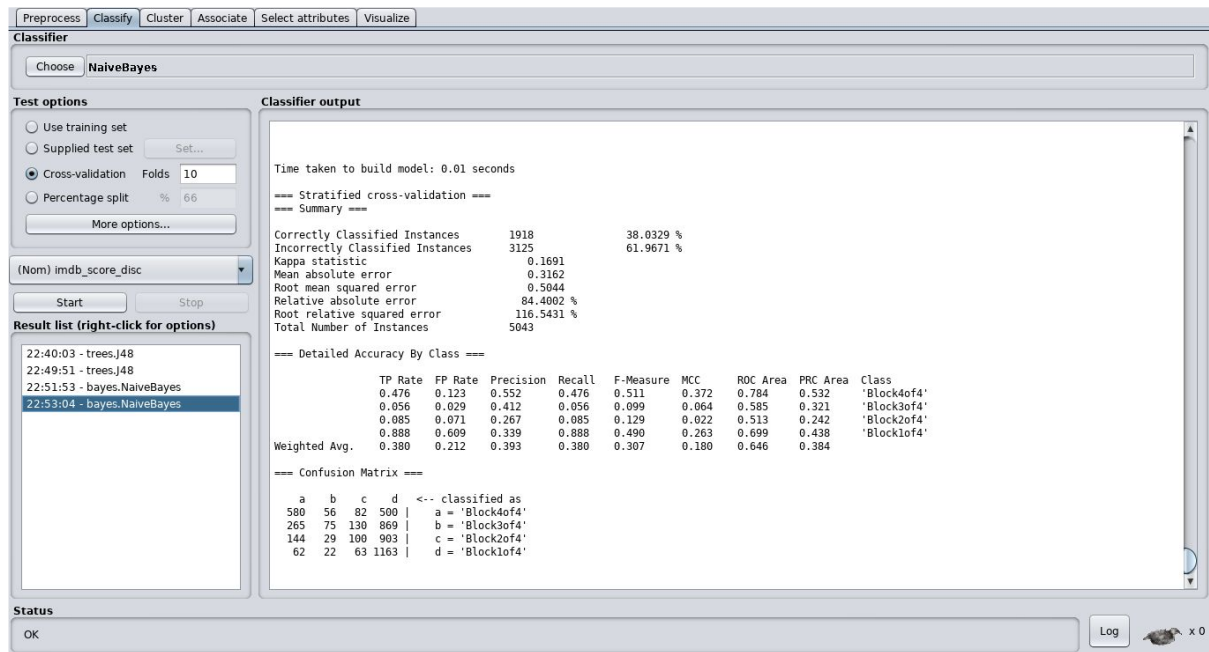 Preprocess Classify Cluster Associate Select attributes Visualize
Classifier
Choose NaiveBayes
Test options
Use training set
Supplied test set Set...
Cross-validation Folds 10
Percentage split % 66
More options...
(Nom) imdb_score_disc
Start Stop
Result list (right-click for options)
22:40:03 - trees.J48
22:49:51 - trees.J48
22:51:53 - bayes.NaiveBayes
22:53:04 - bayes.NaiveBayes
Classifier output
Time taken to build model: 0.01 seconds
=== Stratified cross-validation ===
=== Summary ===
Correctly Classified Instances 1918 38.0329 %
Incorrectly Classified Instances 3125 61.9671 %
Kappa statistic 0.1691
Mean absolute error 0.3162
Root mean squared error 0.5044
Relative absolute error 84.4002 %
Root relative squared error 116.5431 %
Total Number of Instances 5043
=== Detailed Accuracy By Class ===
TP Rate FP Rate Precision Recall F-Measure MCC ROC Area PRC Area Class
0.476 0.123 0.552 0.476 0.511 0.372 0.784 0.532 'Block4of4'
0.056 0.029 0.412 0.056 0.099 0.064 0.585 0.321 'Block3of4'
0.085 0.071 0.267 0.085 0.129 0.022 0.513 0.242 'Block2of4'
0.888 0.609 0.339 0.888 0.490 0.263 0.699 0.438 'Block1of4'
Weighted Avg. 0.380 0.212 0.393 0.380 0.307 0.180 0.646 0.384
=== Confusion Matrix ===
a b c d <-- classified as
580 56 82 500 | a = 'Block4of4'
265 75 130 869 | b = 'Block3of4'
144 29 100 903 | c = 'Block2of4'
62 22 63 1163 | d = 'Block1of4'
Status
OK
Log x 0